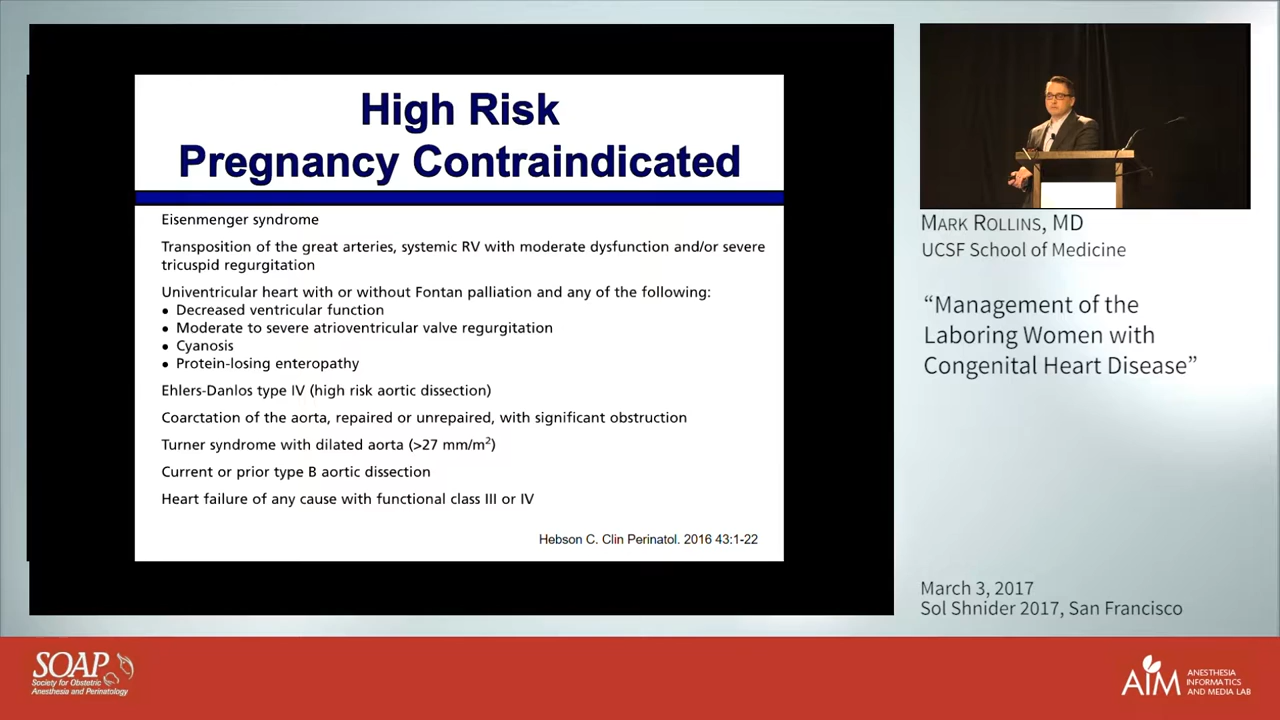 High Risk
Pregnancy Contraindicated
Eisenmenger syndrome
Transposition of the great arteries, systemic RV with moderate dysfunction and/or severe
tricuspid regurgitation
Univentricular heart with or without Fontan palliation and any of the following:
• Decreased ventricular function
• Moderate to severe atrioventricular valve regurgitation
• Cyanosis
• Protein-losing enteropathy
Ehlers-Danlos type IV (high risk aortic dissection)
Coarctation of the aorta, repaired or unrepaired, with significant obstruction
Turner syndrome with dilated aorta (>27 mm/m²)
Current or prior type B aortic dissection
Heart failure of any cause with functional class III or IV
Hebson C. Clin Perinatol. 2016 43:1-22
MARK ROLLINS, MD
UCSF School of Medicine
“Management of the
Laboring Women with
Congenital Heart Disease”
March 3, 2017
Sol Shnider 2017, San Francisco
SOAP
Society for Obstetric
Anesthesia and Perinatology
AIM
ANESTHESIA
INFORMATICS
AND MEDIA LAB